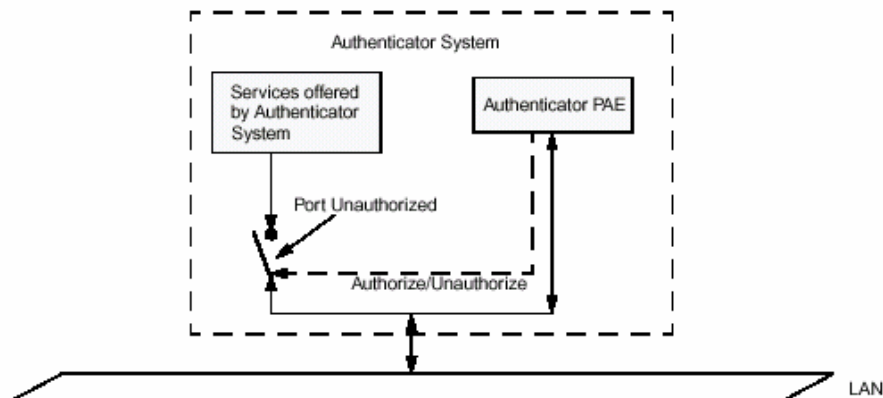 Authenticator System
Services offered
by Authenticator
System
Authenticator PAE
Port Unauthorized
Authorize/Unauthorize
LAN